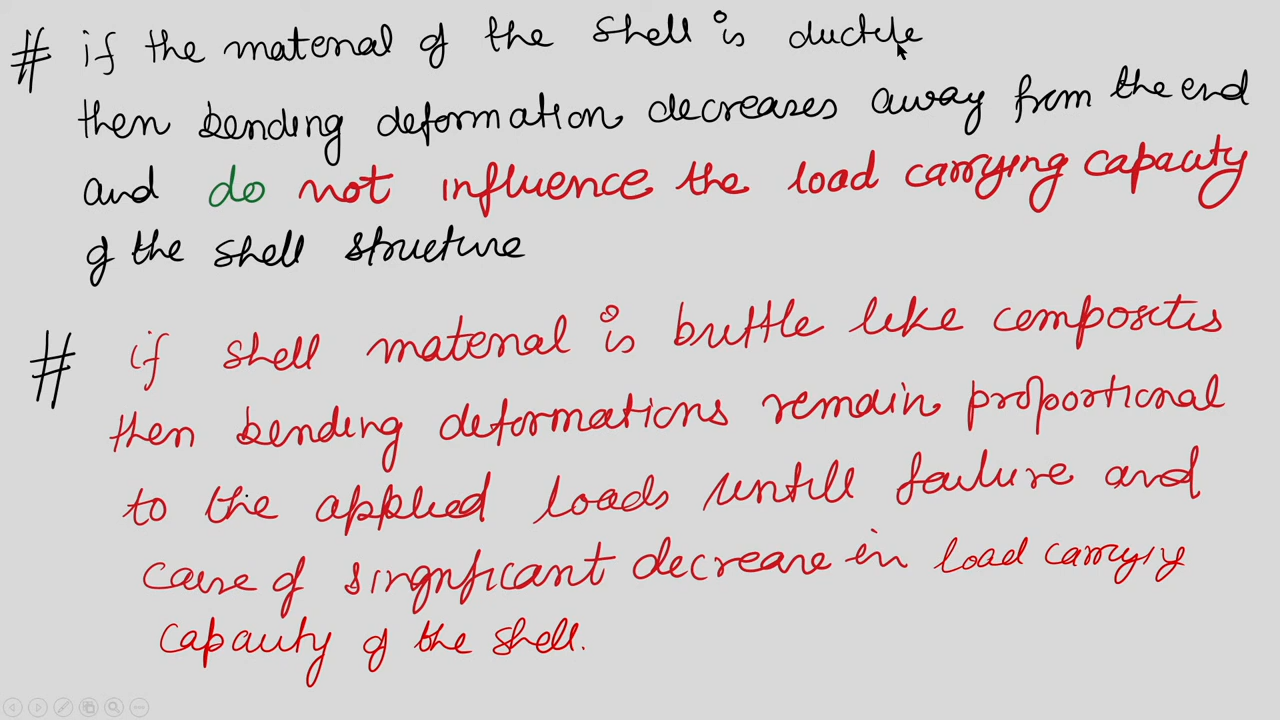 # if the material of the shell is ductile
then bending deformation decreases away from the end
and do not influence the load carrying capacity
of the shell structure
# if shell material is brittle like composites
then bending deformations remain proportional
to the applied loads untill failure and
cause of significant decrease in load carrying
capacity of the shell.